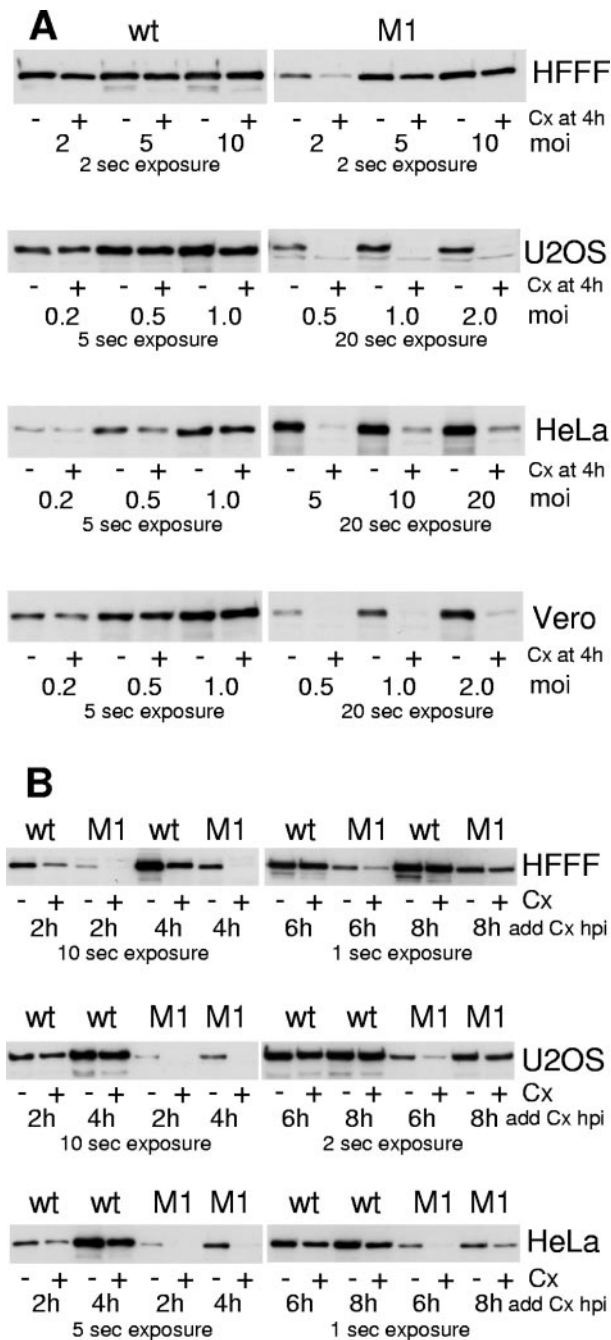 A
wt M1
HFFF
- + - + - + - + - + - + Cx at 4h
2 5 10 2 5 10 moi
2 sec exposure 2 sec exposure
U2OS
- + - + - + - + - + - + Cx at 4h
0.2 0.5 1.0 0.5 1.0 2.0 moi
5 sec exposure 20 sec exposure
HeLa
- + - + - + - + - + - + Cx at 4h
0.2 0.5 1.0 5 10 20 moi
5 sec exposure 20 sec exposure
Vero
- + - + - + - + - + - + Cx at 4h
0.2 0.5 1.0 0.5 1.0 2.0 moi
5 sec exposure 20 sec exposure
B
wt M1 wt M1 wt M1 wt M1
HFFF
- + - + - + - + - + - + - + - + Cx
2h 2h 4h 4h 6h 6h 8h 8h add Cx hpi
10 sec exposure 1 sec exposure
wt wt M1 M1 wt wt M1 M1
U2OS
- + - + - + - + - + - + - + - + Cx
2h 4h 2h 4h 6h 8h 6h 8h add Cx hpi
10 sec exposure 2 sec exposure
wt wt M1 M1 wt wt M1 M1
HeLa
- + - + - + - + - + - + - + - + Cx
2h 4h 2h 4h 6h 8h 6h 8h add Cx hpi
5 sec exposure 1 sec exposure